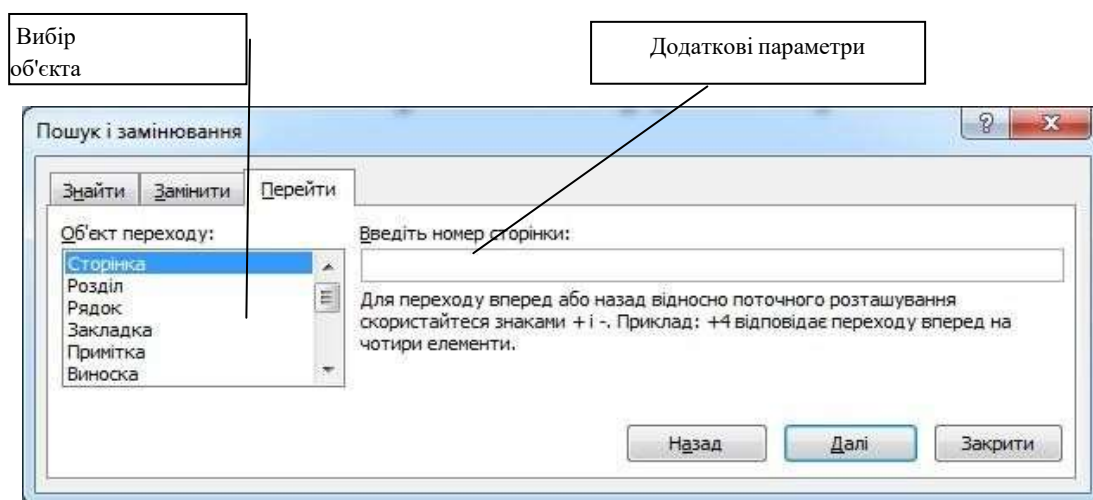 Вибір
об'єкта
Додаткові параметри
Пошук і замінювання
Знайти
Замінити
Перейти
Об'єкт переходу:
Введіть номер сторінки:
Сторінка
Розділ
Рядок
Закладка
Примітка
Виноска
Для переходу вперед або назад відносно поточного розташування
скористайтеся знаками + і -. Приклад: +4 відповідає переходу вперед на
чотири елементи.
Назад
Далі
Закрити